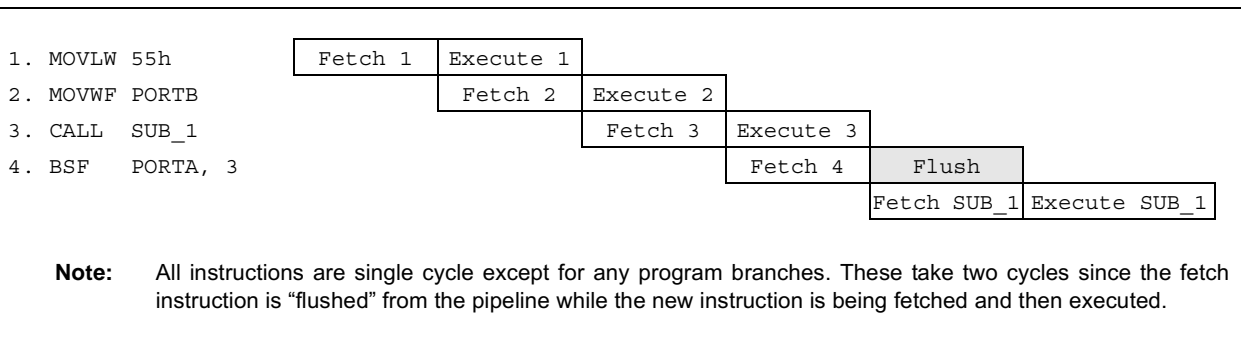 1. MOVLW 55h Fetch 1 Execute 1
2. MOVWF PORTB Fetch 2 Execute 2
3. CALL SUB_1 Fetch 3 Execute 3
4. BSF PORTA, 3 Fetch 4 Flush
Fetch SUB_1 Execute SUB_1
Note: All instructions are single cycle except for any program branches. These take two cycles since the fetch
instruction is “flushed” from the pipeline while the new instruction is being fetched and then executed.